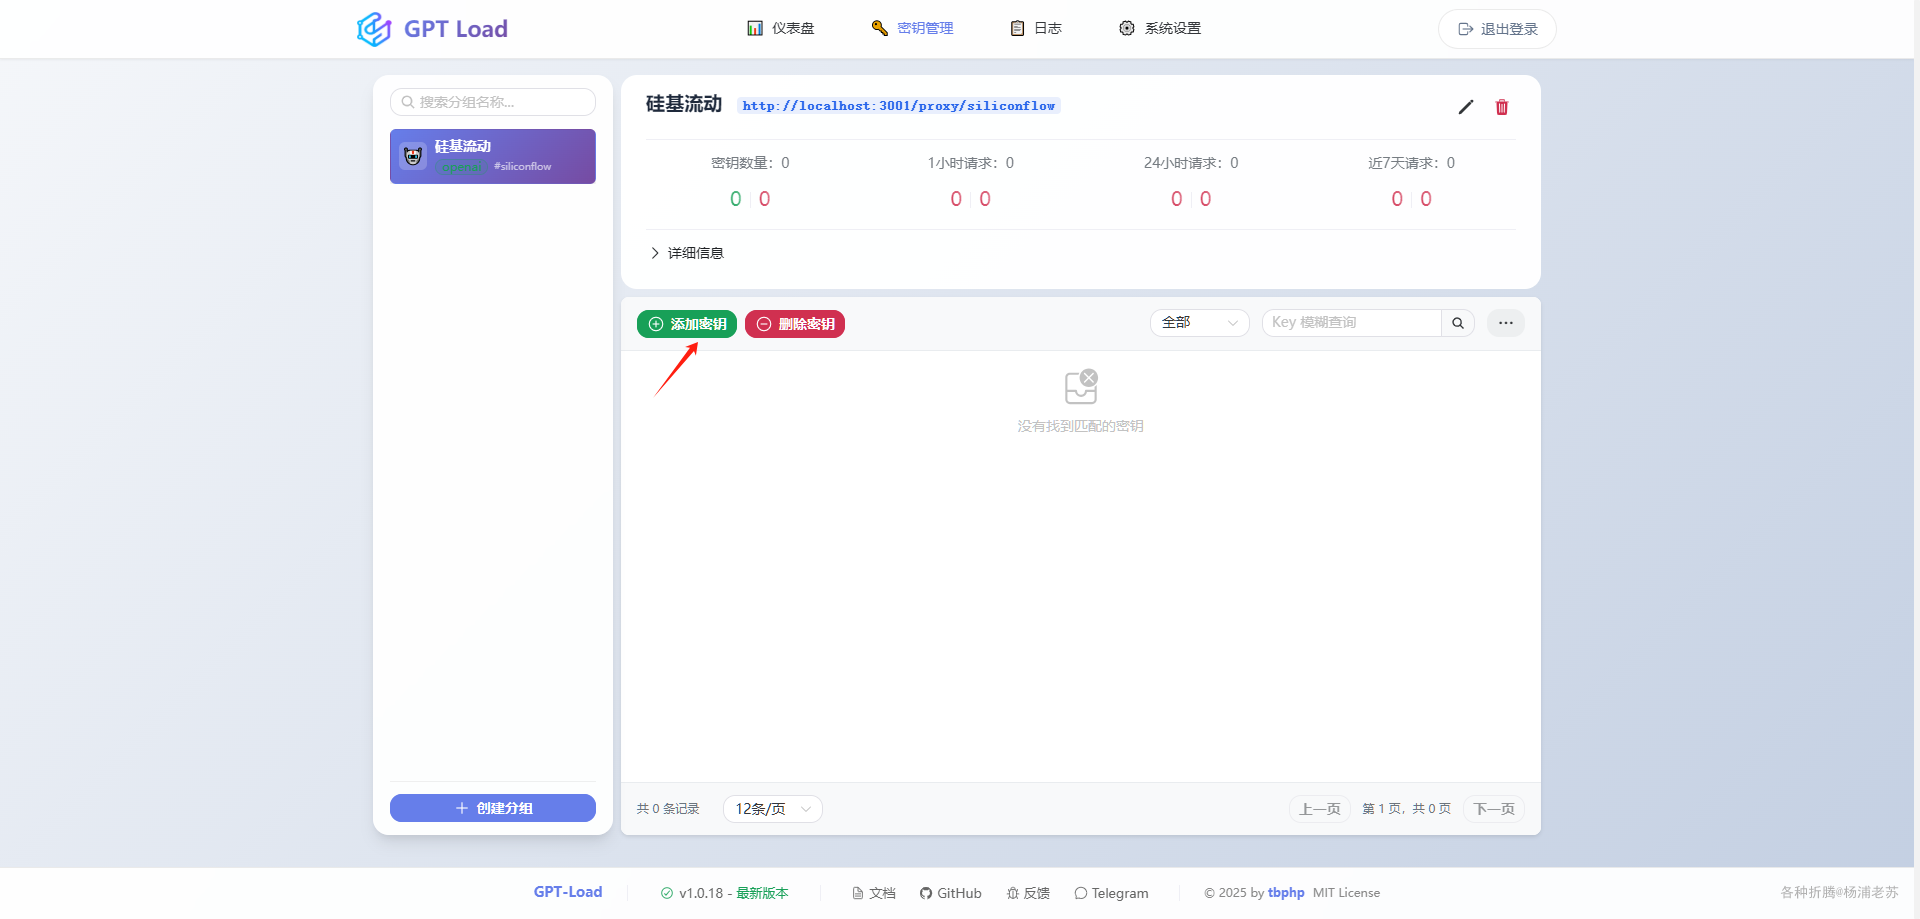 GPT Load
仪表盘
密钥管理
日志
系统设置
退出登录
搜索分组名称...
硅基流动
#siliconflow
创建分组
硅基流动 http://localhost:3001/proxy/siliconflow
密钥数量：0
0 0
1小时请求：0
0 0
24小时请求：0
0 0
近7天请求：0
0 0
详细信息
添加密钥
删除密钥
全部
Key 模糊查询
没有找到匹配的密钥
共 0 条记录
12条/页
上一页
第 1 页，共 0 页
下一页
GPT-Load
v1.0.18 - 最新版本
文档
GitHub
反馈
Telegram
© 2025 by tbphp MIT License
各种折腾@杨浦老苏